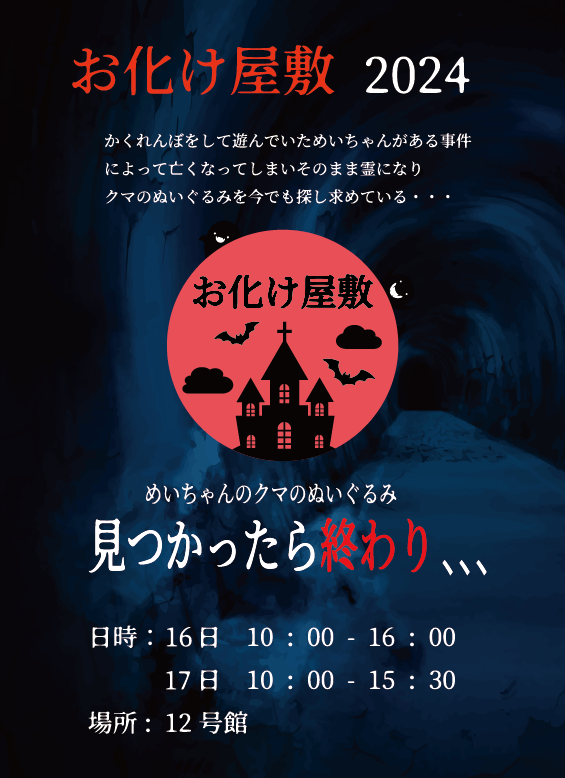 お化け屋敷 2024
かくれんぼをして遊んでいためいちゃんがある事件
によって亡くなってしまいそのまま霊になり
クマのぬいぐるみを今でも探し求めている・・・
お化け屋敷
めいちゃんのクマのぬいぐるみ
見つかったら終わり、、、
日時：16日 10 : 00 - 16 : 00
17日 10 : 00 - 15 : 30
場所： 12 号館